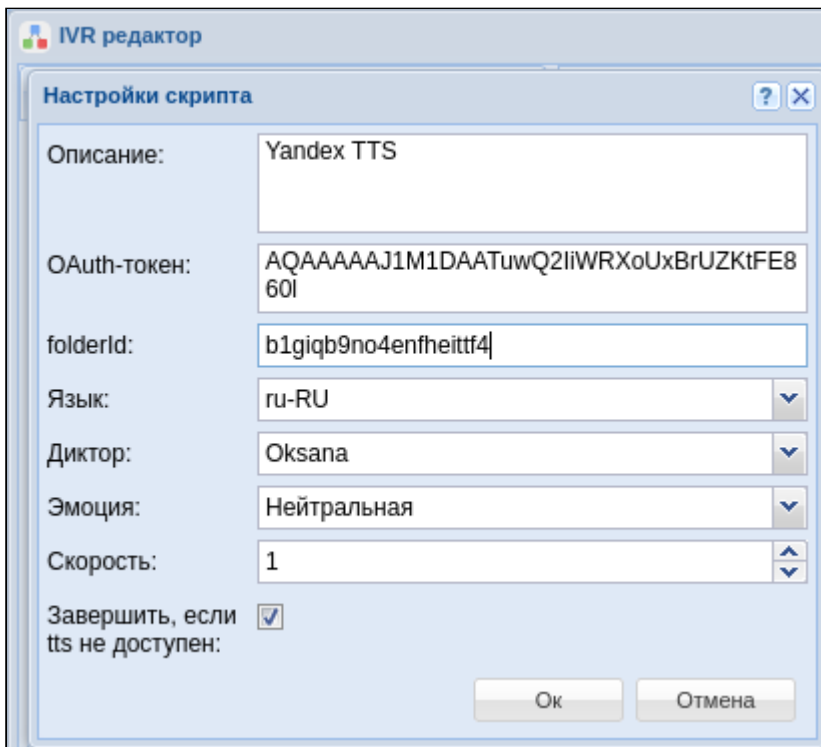 IVR редактор
Настройки скрипта
Описание:
Yandex TTS
OAuth-токен:
AQAAAAAJ1M1DAATuwQ2IiWRXoUxBrUZKtFE8
60I
folderId:
b1giqb9no4enfheittf4
Язык:
ru-RU
Диктор:
Oksana
Эмоция:
Нейтральная
Скорость:
1
Завершить, если
tts не доступен:
Ок
Отмена